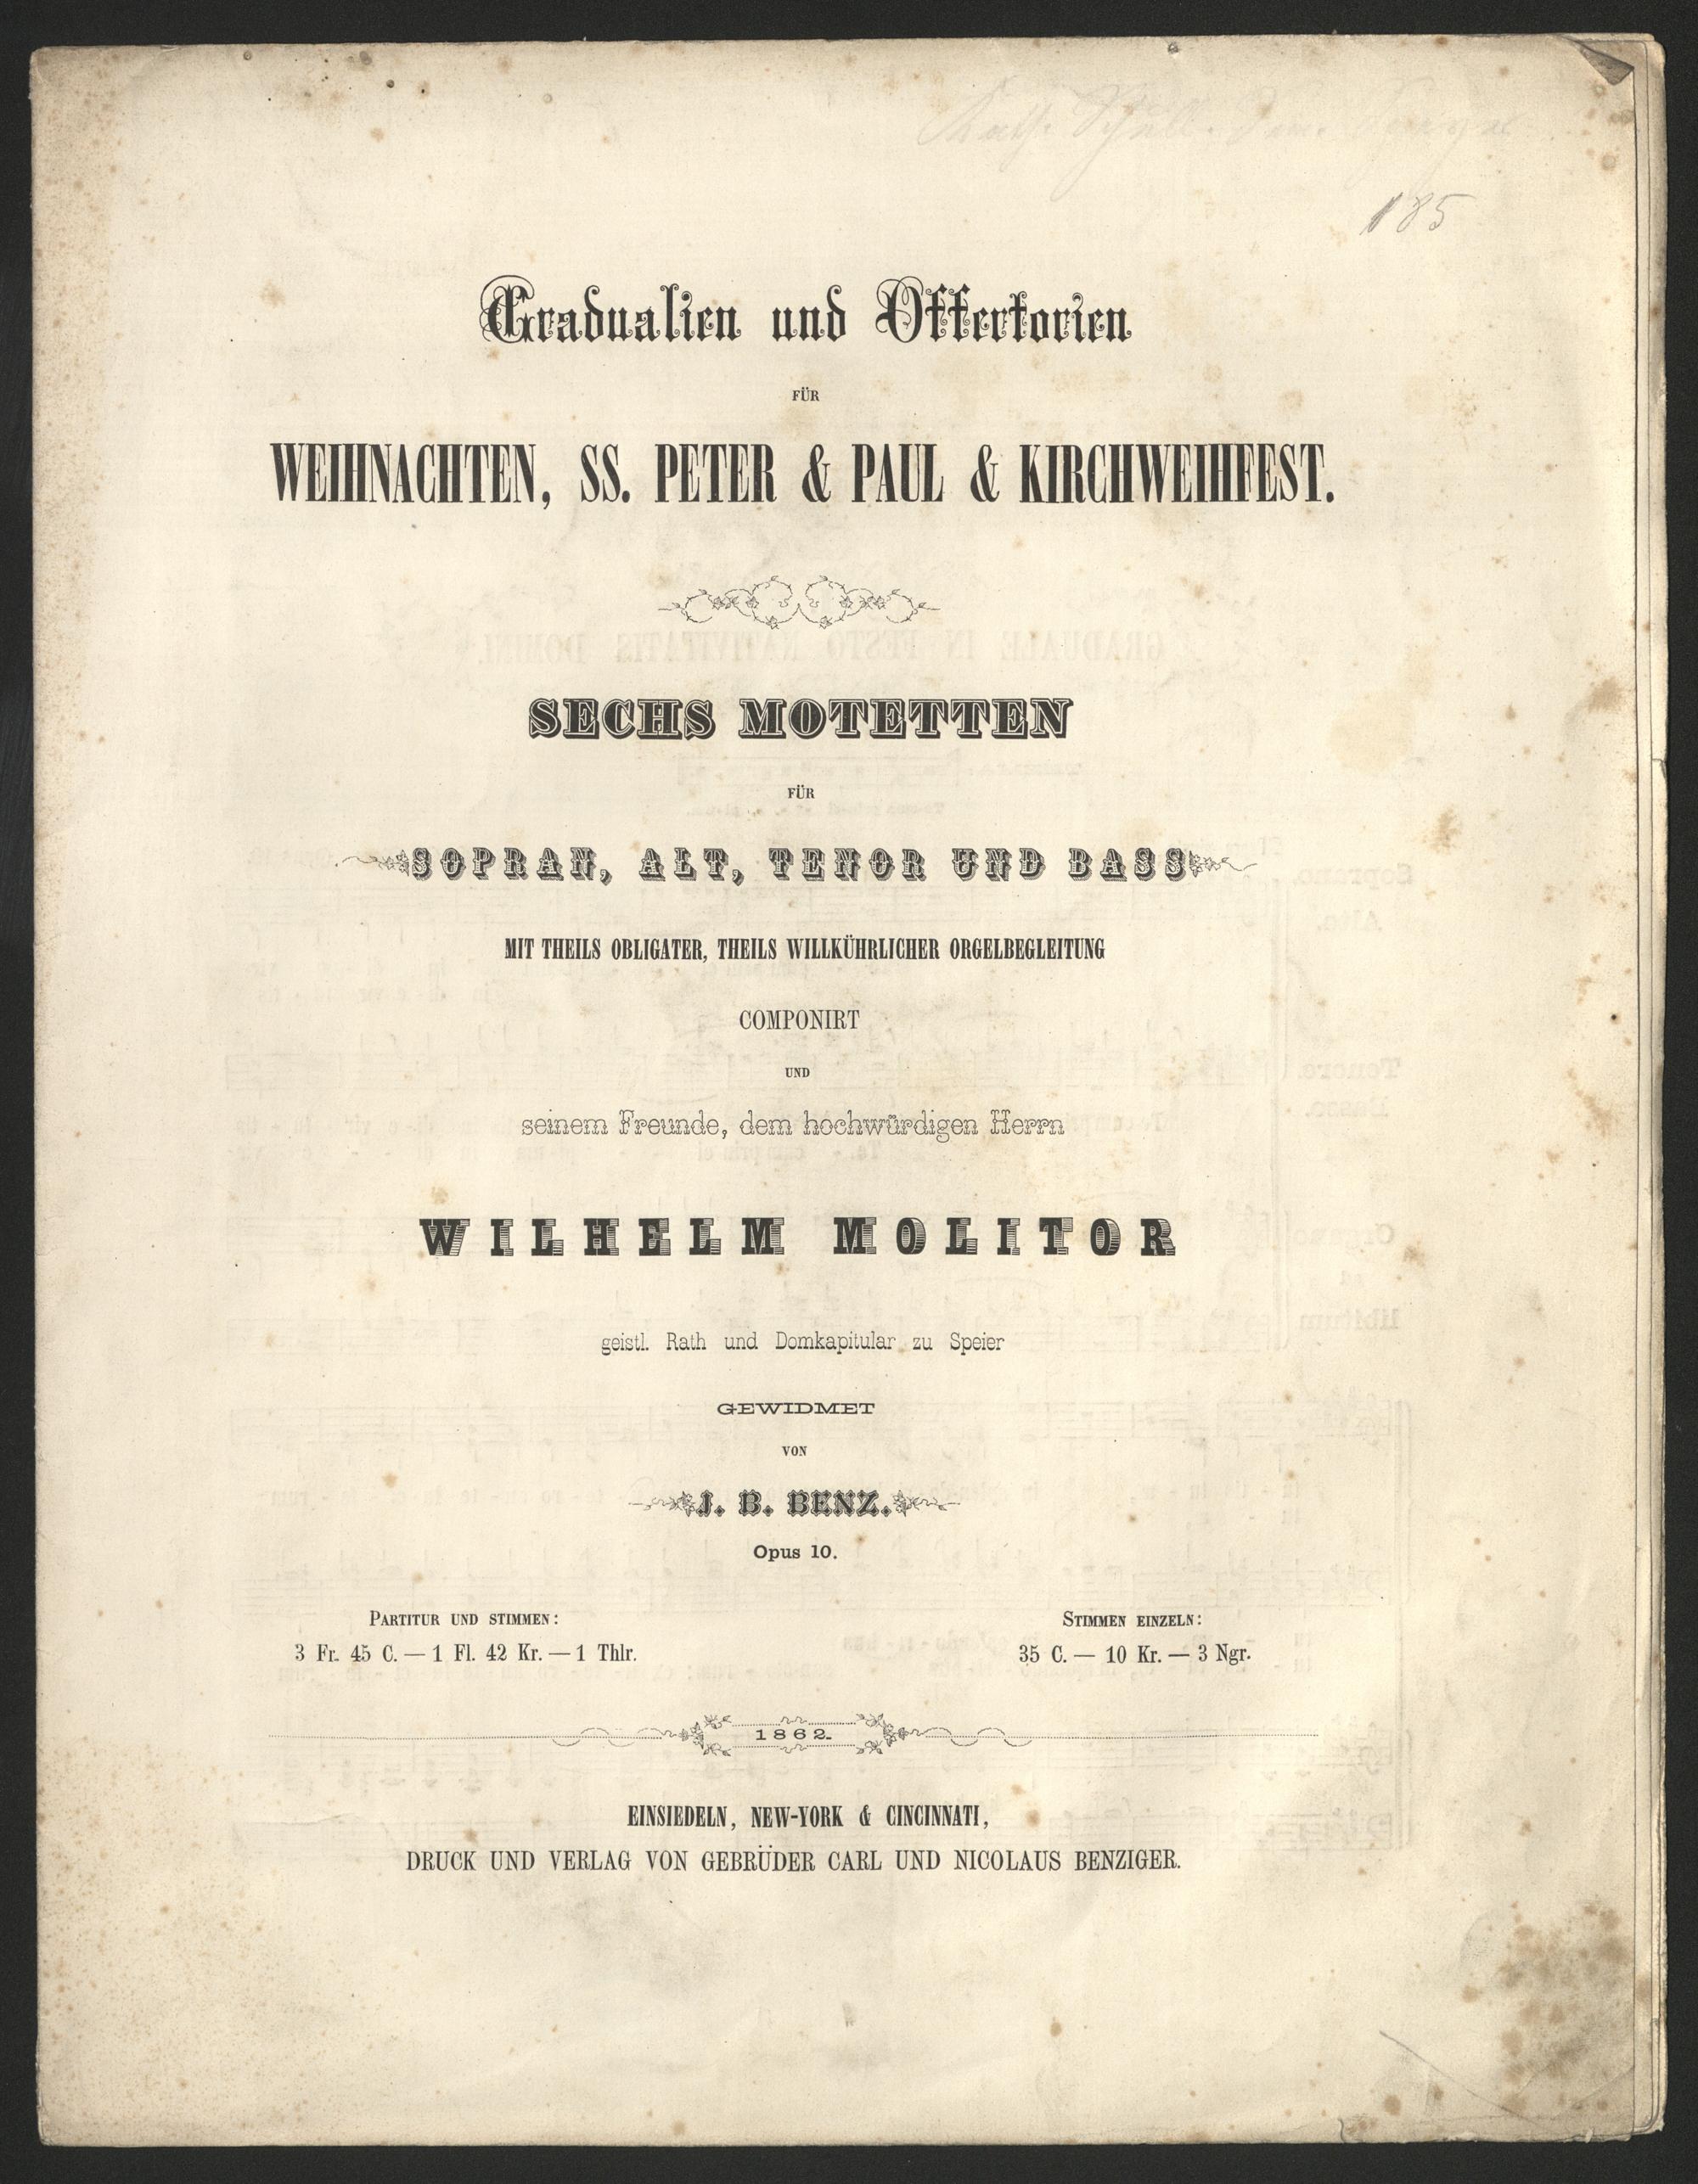 185
Gradualien und Offertorien
FÜR
WEIHNACHTEN, SS. PETER & PAUL & KIRCHWEIHFEST.
SECHS MOTETTEN
FÜR
SOPRAN, ALT, TENOR UND BASS
MIT THEILS OBLIGATER, THEILS WILLKÜHRLICHER ORGELBEGLEITUNG
COMPONIRT
UND
seinem Freunde, dem hochwürdigen Herrn
WILHELM MOLITOR
geistl. Rath und Domkapitular zu Speier
GEWIDMET
VON
J. B. BENZ.
Opus 10.
PARTITUR UND STIMMEN:
3 Fr. 45 C. — 1 Fl. 42 Kr. — 1 Thlr.
STIMMEN EINZELN:
35 C. — 10 Kr. — 3 Ngr.
1862.
EINSIEDELN, NEW-YORK & CINCINNATI,
DRUCK UND VERLAG VON GEBRÜDER CARL UND NICOLAUS BENZIGER.